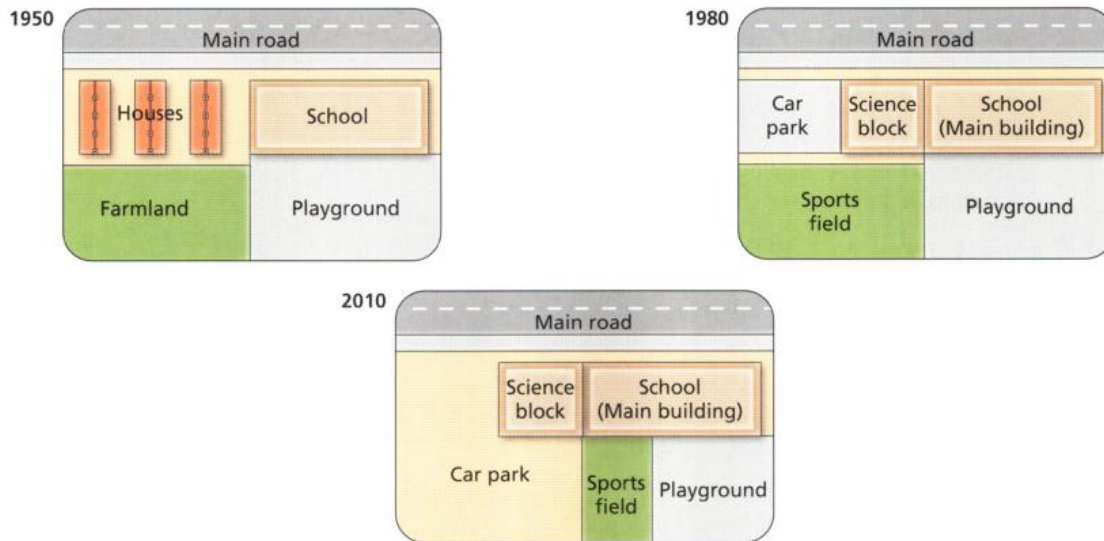 1950
Main road
Houses
School
Farmland
Playground
1980
Main road
Car
park
Science
block
School
(Main building)
Sports
field
Playground
2010
Main road
Science
block
School
(Main building)
Car park
Sports
field
Playground